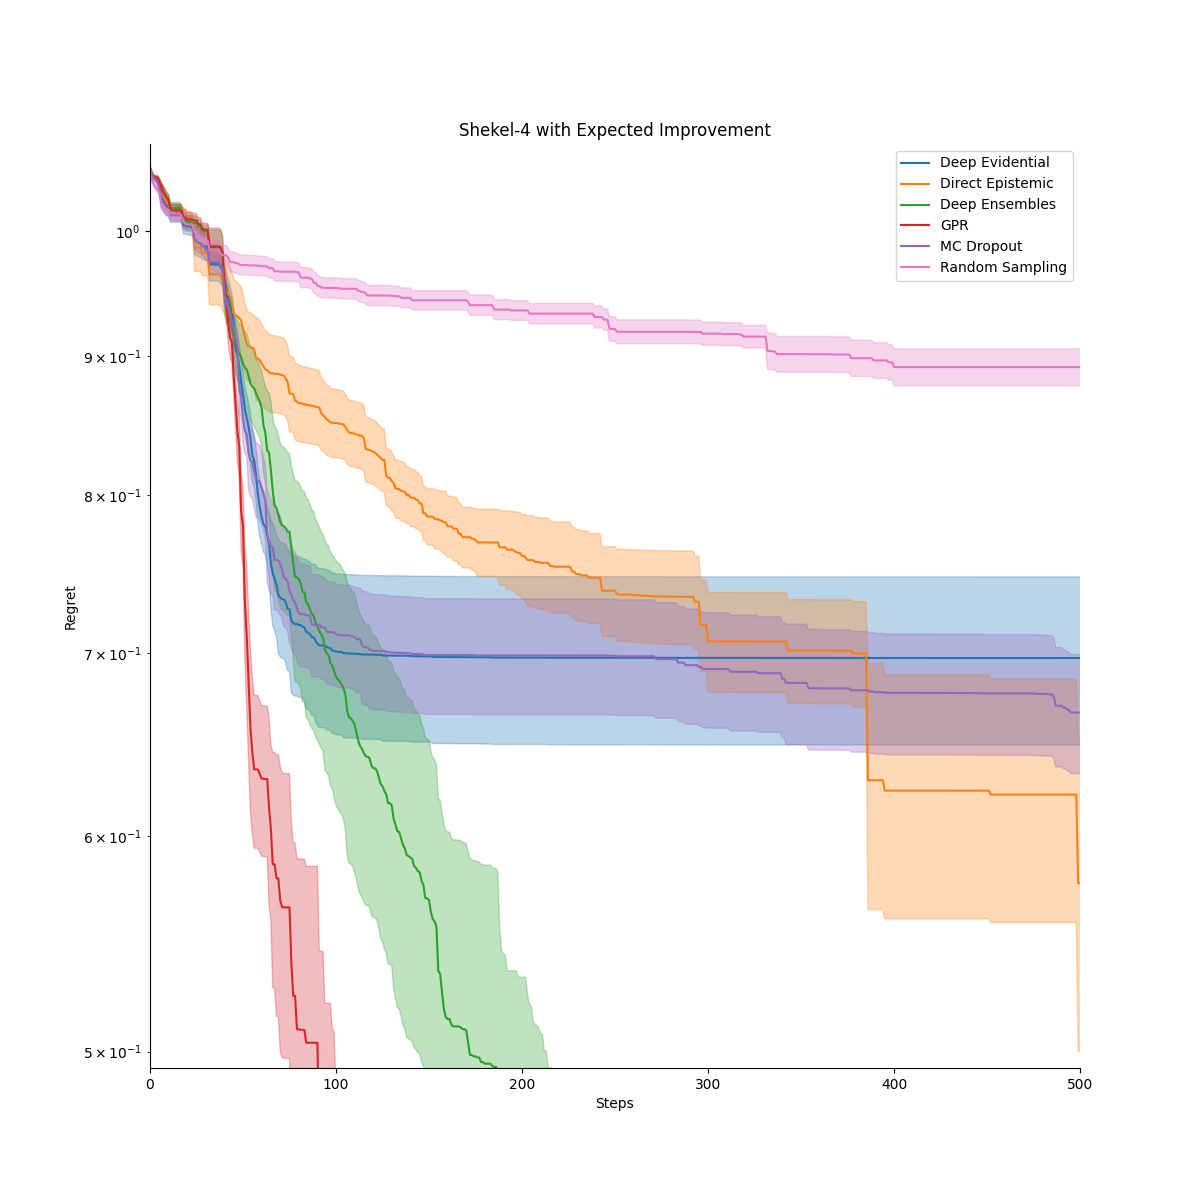 Shekel-4 with Expected Improvement
Deep Evidential
Direct Epistemic
Deep Ensembles
GPR
MC Dropout
Random Sampling
10⁰
9 × 10⁻¹
8 × 10⁻¹
7 × 10⁻¹
6 × 10⁻¹
5 × 10⁻¹
Regret
0 100 200 300 400 500
Steps